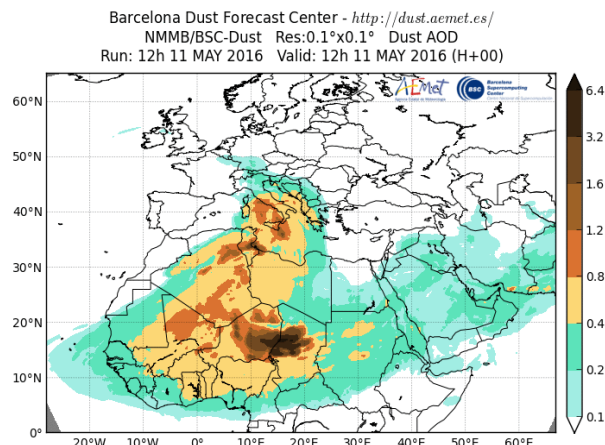 Barcelona Dust Forecast Center - http://dust.aemet.es/
NMMB/BSC-Dust Res:0.1°x0.1° Dust AOD
Run: 12h 11 MAY 2016 Valid: 12h 11 MAY 2016 (H+00)
AEMet
BSC
Barcelona
Supercomputing
Center
60°N
50°N
40°N
30°N
20°N
10°N
0°
20°W
10°W
0°
10°E
20°E
30°E
40°E
50°E
60°E
6.4
3.2
1.6
1.2
0.8
0.4
0.2
0.1